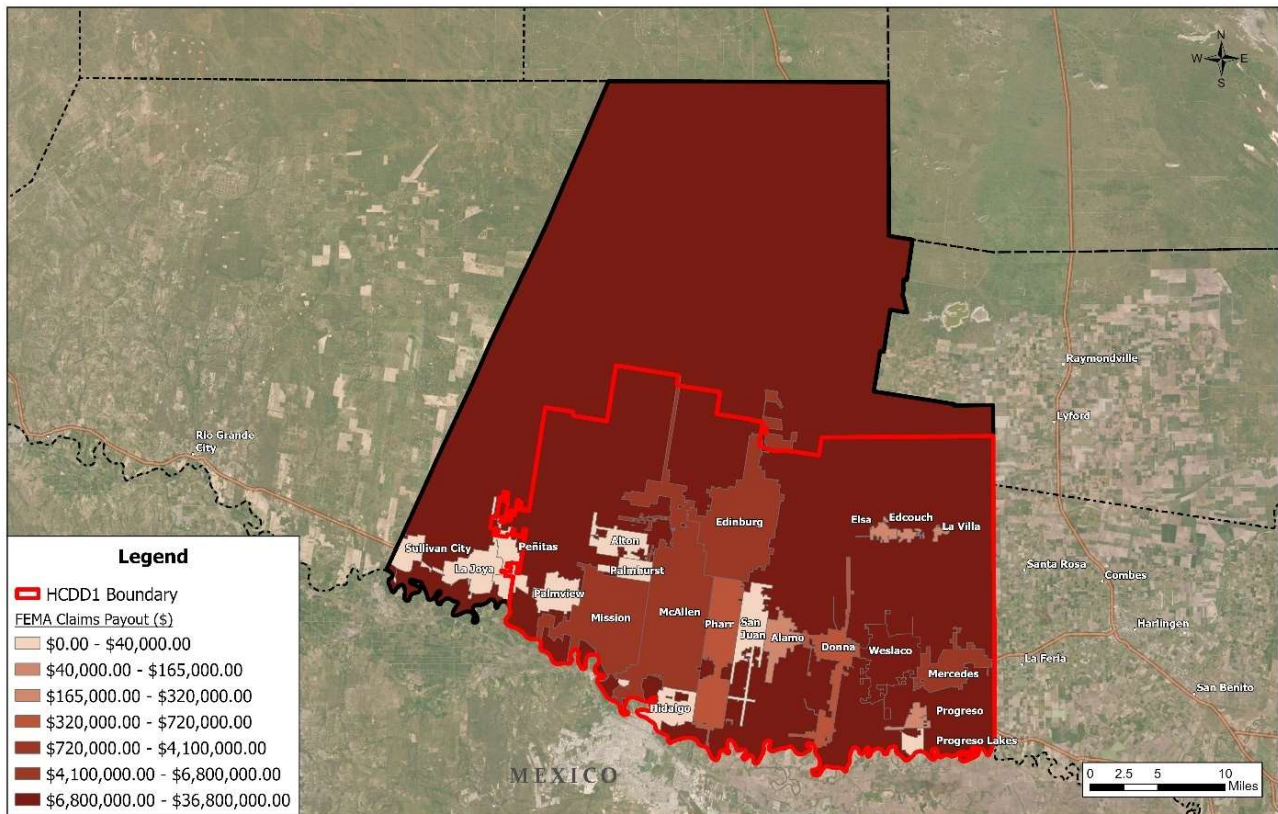 N
W E
S
Raymondville
Lyford
Rio Grande
City
Edinburg
Elsa
Edcouch
La Villa
Sullivan City
Peñitas
Alton
La Joya
Palmhurst
Palmview
Santa Rosa
Combes
Mission
McAllen
Pharr
San
Juan
Alamo
Donna
Weslaco
Harlingen
La Feria
Mercedes
San Benito
Hidalgo
Progreso
Progreso Lakes
MEXICO
Legend
HCDD1 Boundary
FEMA Claims Payout ($)
$0.00 - $40,000.00
$40,000.00 - $165,000.00
$165,000.00 - $320,000.00
$320,000.00 - $720,000.00
$720,000.00 - $4,100,000.00
$4,100,000.00 - $6,800,000.00
$6,800,000.00 - $36,800,000.00
0 2.5 5 10
Miles